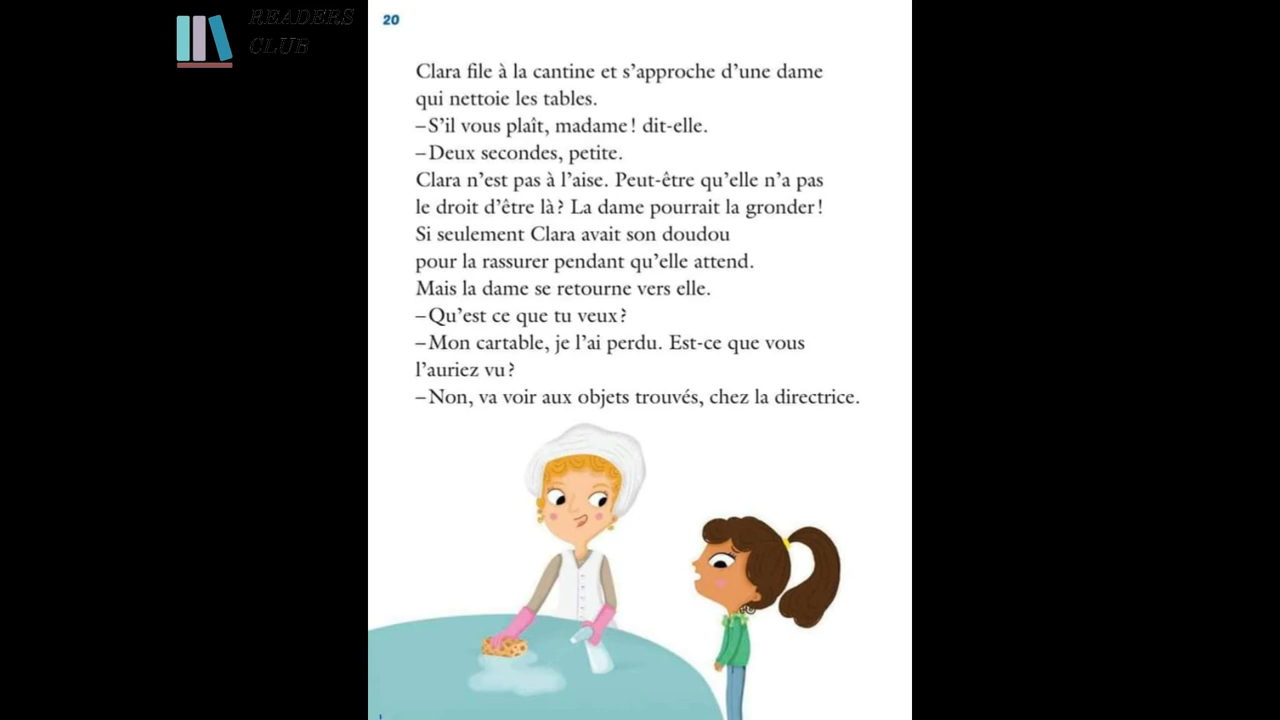 READERS
CLUB
20
Clara file à la cantine et s’approche d’une dame
qui nettoie les tables.
–S’il vous plaît, madame! dit-elle.
–Deux secondes, petite.
Clara n’est pas à l’aise. Peut-être qu’elle n’a pas
le droit d’être là? La dame pourrait la gronder!
Si seulement Clara avait son doudou
pour la rassurer pendant qu’elle attend.
Mais la dame se retourne vers elle.
–Qu’est ce que tu veux?
–Mon cartable, je l’ai perdu. Est-ce que vous
l’auriez vu?
–Non, va voir aux objets trouvés, chez la directrice.